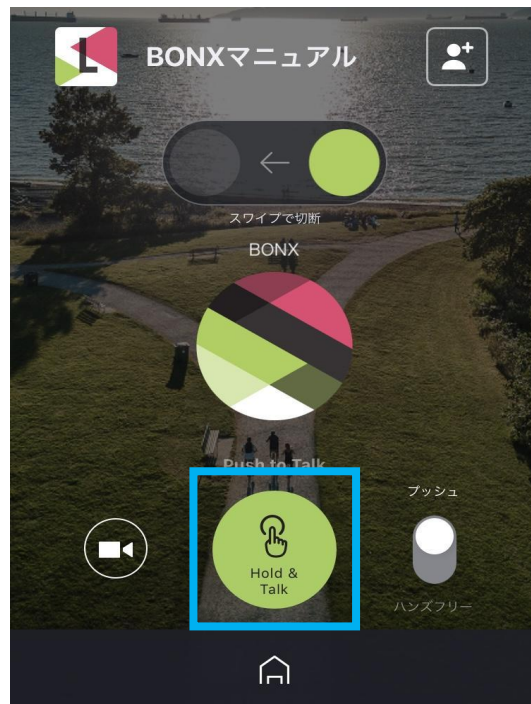 L
BONXマニュアル
スワイプで切断
BONX
Push to Talk
プッシュ
Hold &
Talk
ハンズフリー